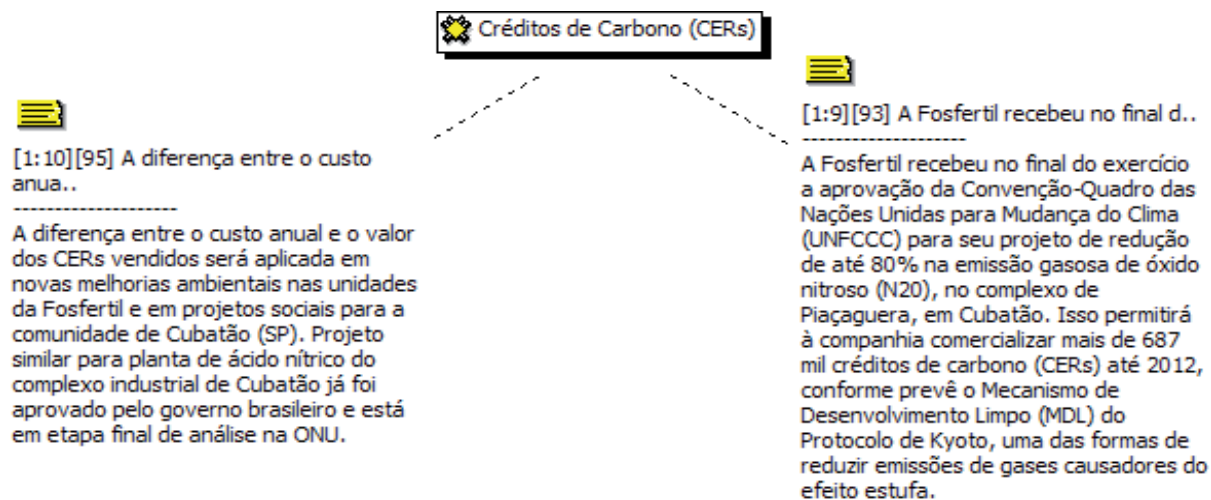 Créditos de Carbono (CERs)
[1:10][95] A diferença entre o custo
anua..
--------------------
A diferença entre o custo anual e o valor
dos CERs vendidos será aplicada em
novas melhorias ambientais nas unidades
da Fosfertil e em projetos sociais para a
comunidade de Cubatão (SP). Projeto
similar para planta de ácido nítrico do
complexo industrial de Cubatão já foi
aprovado pelo governo brasileiro e está
em etapa final de análise na ONU.
[1:9][93] A Fosfertil recebeu no final d..
--------------------
A Fosfertil recebeu no final do exercício
a aprovação da Convenção-Quadro das
Nações Unidas para Mudança do Clima
(UNFCCC) para seu projeto de redução
de até 80% na emissão gasosa de óxido
nitroso (N20), no complexo de
Piaçaguera, em Cubatão. Isso permitirá
à companhia comercializar mais de 687
mil créditos de carbono (CERs) até 2012,
conforme prevê o Mecanismo de
Desenvolvimento Limpo (MDL) do
Protocolo de Kyoto, uma das formas de
reduzir emissões de gases causadores do
efeito estufa.